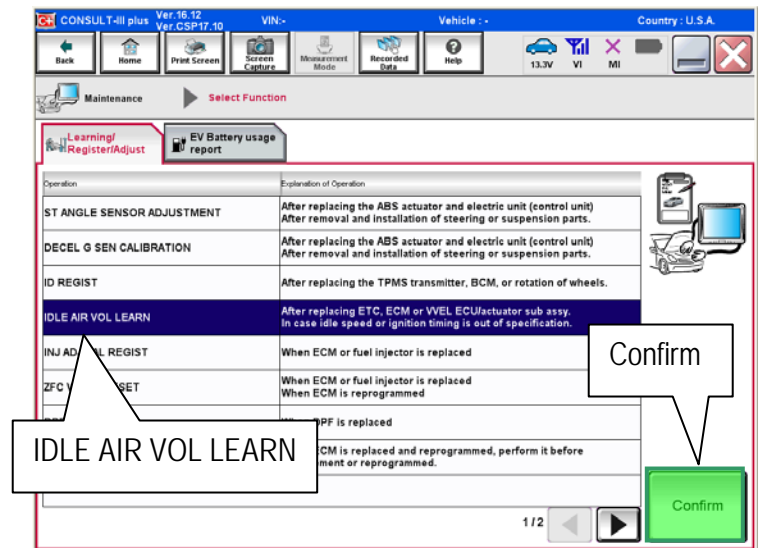 CONSULT-III plus Ver.16.12 VIN:- Vehicle : - Country : U.S.A.
Ver.CSP17.10
Back Home Print Screen Screen Capture Measurement Mode Recorded Data Help 13.3V VI MI
Maintenance Select Function
Learning/ Register/Adjust EV Battery usage report
Operation Explanation of Operation
ST ANGLE SENSOR ADJUSTMENT After replacing the ABS actuator and electric unit (control unit)
After removal and installation of steering or suspension parts.
DECEL G SEN CALIBRATION After replacing the ABS actuator and electric unit (control unit)
After removal and installation of steering or suspension parts.
ID REGIST After replacing the TPMS transmitter, BCM, or rotation of wheels.
IDLE AIR VOL LEARN After replacing ETC, ECM or VVEL ECU/actuator sub assy.
In case idle speed or ignition timing is out of specification.
INJ AD L REGIST When ECM or fuel injector is replaced
ZFC SET When ECM or fuel injector is replaced
When ECM is reprogrammed
DPF is replaced
ECM is replaced and reprogrammed, perform it before
ment or reprogrammed.
IDLE AIR VOL LEARN
Confirm
1/2
Confirm